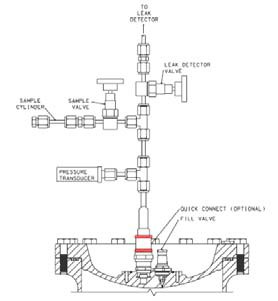 TO
LEAK
DETECTOR
LEAK DETECTOR
VALVE
SAMPLE
VALVE
SAMPLE
CYLINDER
PRESSURE
TRANSDUCER
QUICK CONNECT (OPTIONAL)
FILL VALVE